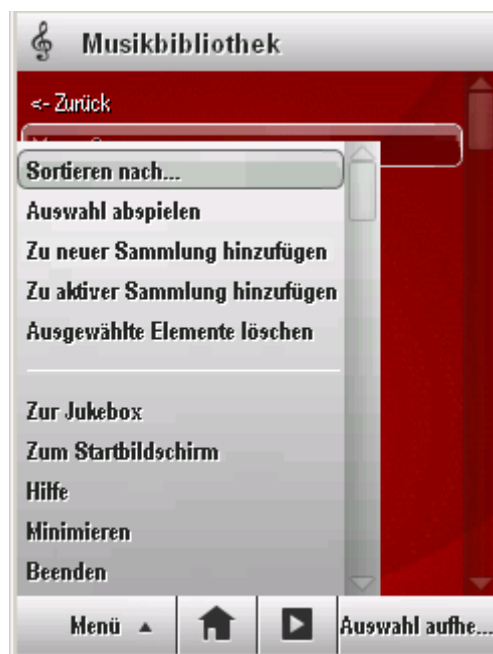 Musikbibliothek
<- Zurück
Sortieren nach...
Auswahl abspielen
Zu neuer Sammlung hinzufügen
Zu aktiver Sammlung hinzufügen
Ausgewählte Elemente löschen
Zur Jukebox
Zum Startbildschirm
Hilfe
Minimieren
Beenden
Menü
Auswahl aufhe...